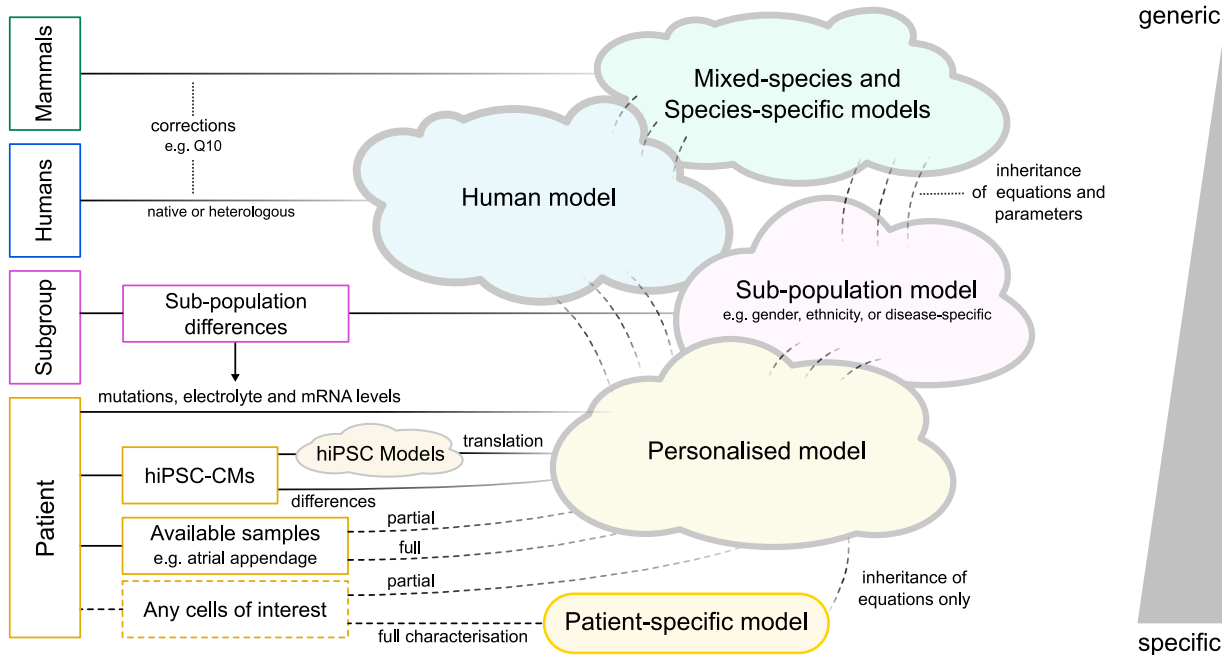 generic
Mammals
Mixed-species and
Species-specific models
corrections
e.g. Q10
Humans
Human model
native or heterologous
inheritance
of equations and
parameters
Subgroup
Sub-population
differences
Sub-population model
e.g. gender, ethnicity, or disease-specific
mutations, electrolyte and mRNA levels
Patient
hiPSC-CMs
hiPSC Models
translation
differences
Personalised model
Available samples
e.g. atrial appendage
partial
full
Any cells of interest
partial
full characterisation
Patient-specific model
inheritance of
equations only
specific